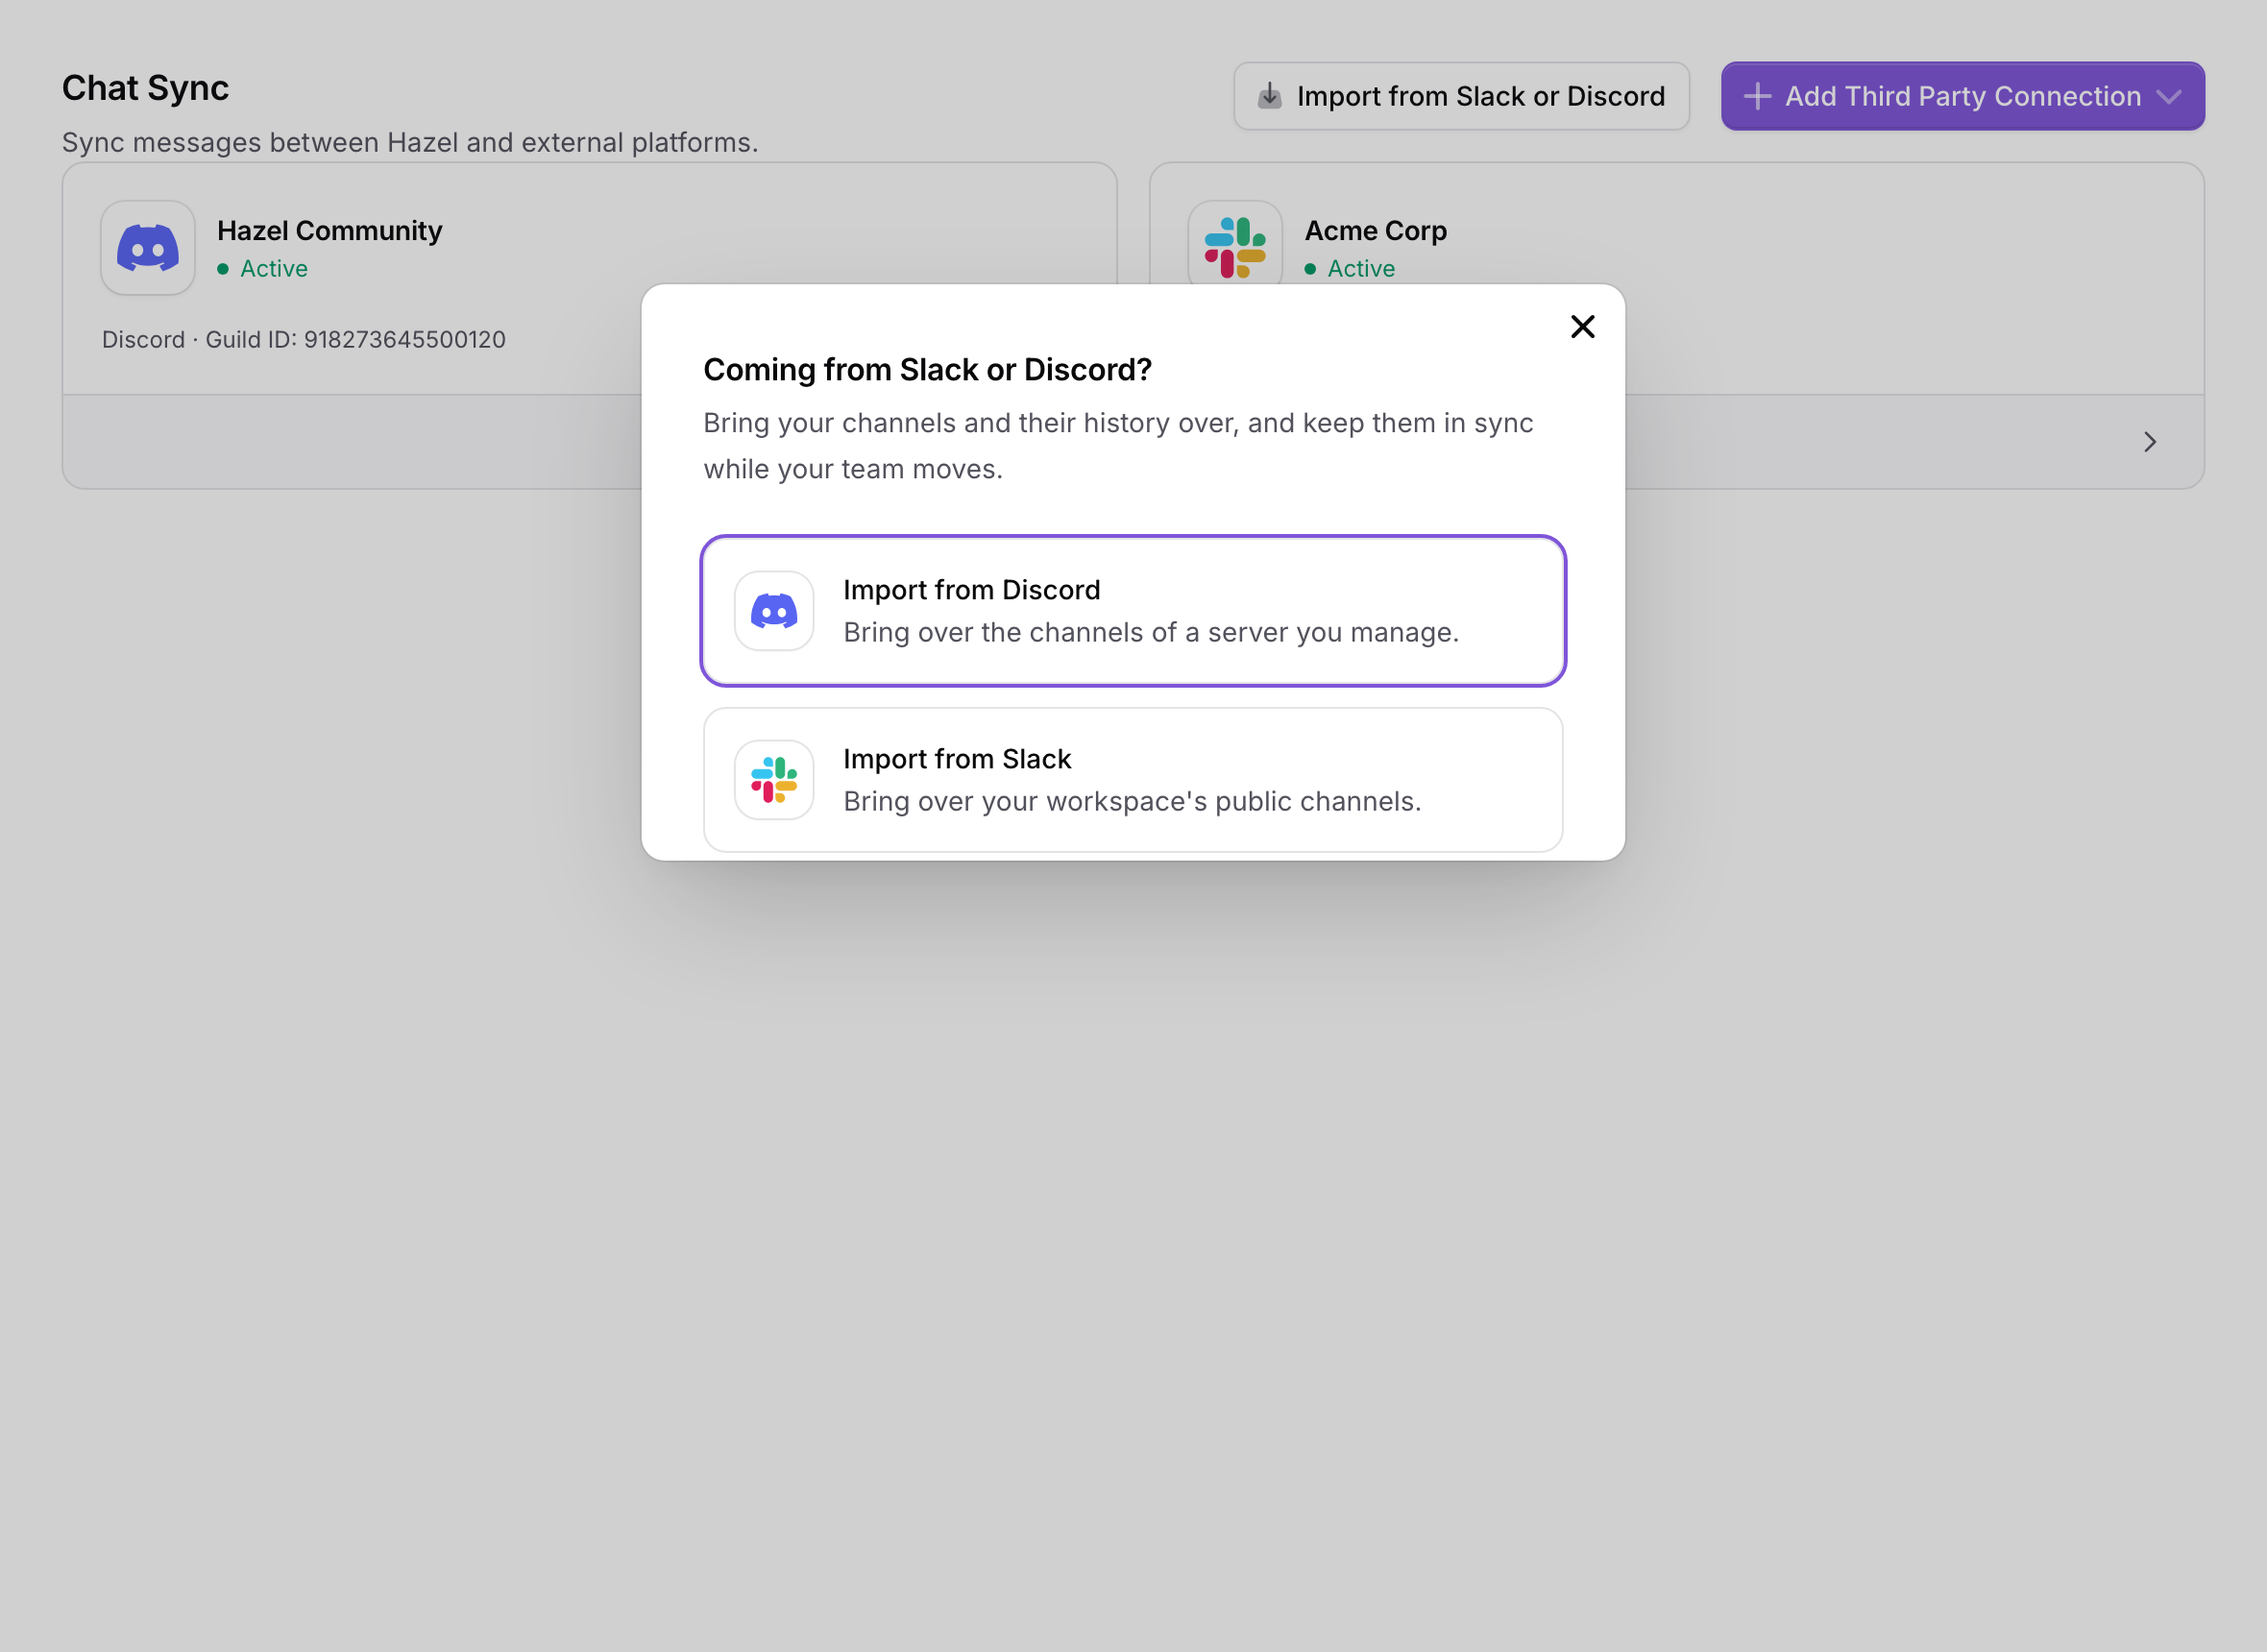 Chat Sync
Sync messages between Hazel and external platforms.
Import from Slack or Discord
Add Third Party Connection
Hazel Community
Active
Discord · Guild ID: 918273645500120
Acme Corp
Active
Coming from Slack or Discord?
Bring your channels and their history over, and keep them in sync
while your team moves.
Import from Discord
Bring over the channels of a server you manage.
Import from Slack
Bring over your workspace's public channels.